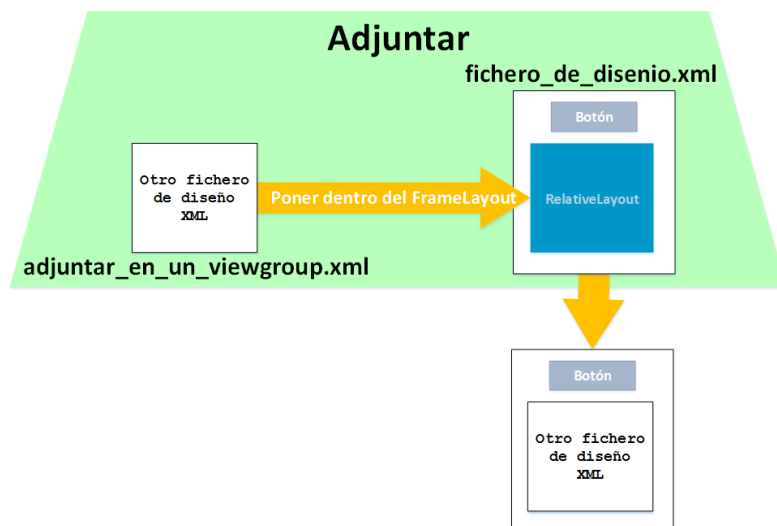 Adjuntar
fichero_de_disenio.xml
Botón
Otro fichero
de diseño
XML
Poner dentro del FrameLayout
RelativeLayout
adjuntar_en_un_viewgroup.xml
Botón
Otro fichero
de diseño
XML